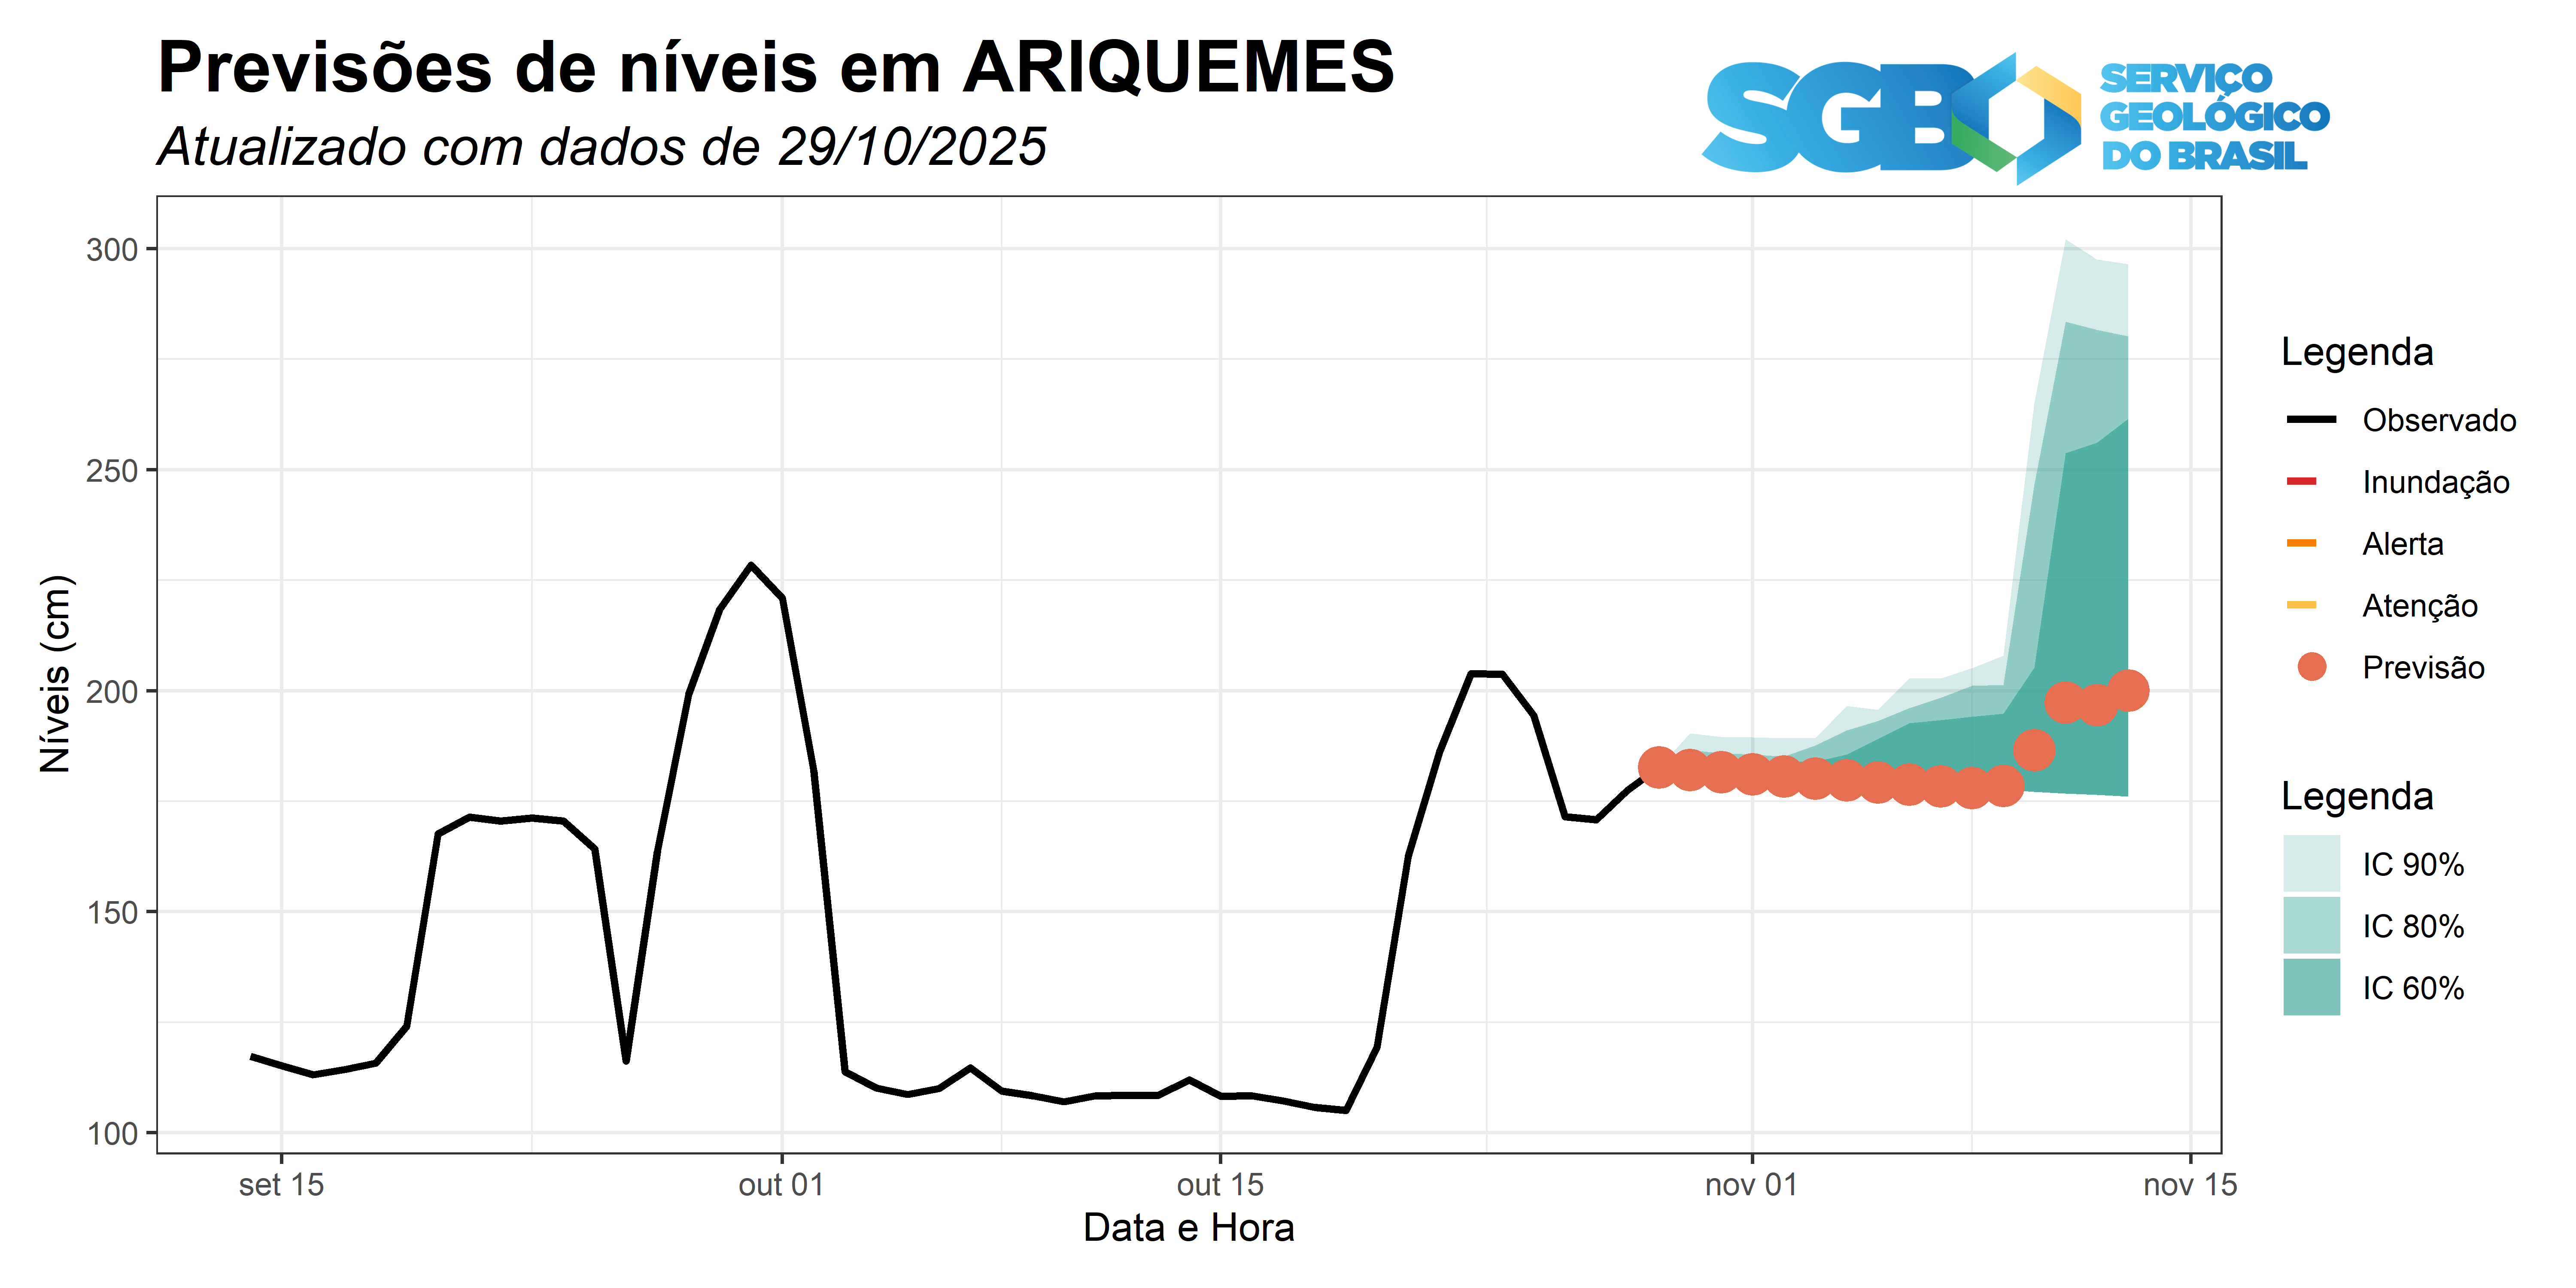 Previsões de níveis em ARIQUEMES
Atualizado com dados de 29/10/2025
SGB
SERVIÇO
GEOLÓGICO
DO BRASIL
Níveis (cm)
300
250
200
150
100
set 15
out 01
out 15
nov 01
nov 15
Data e Hora
Legenda
Observado
Inundação
Alerta
Atenção
Previsão
Legenda
IC 90%
IC 80%
IC 60%